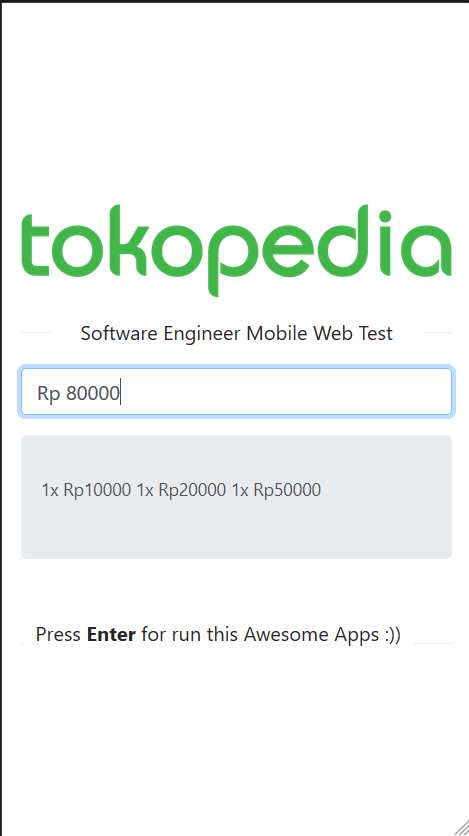 tokopedia
Software Engineer Mobile Web Test
Rp 80000
1x Rp10000 1x Rp20000 1x Rp50000
Press Enter for run this Awesome Apps :))